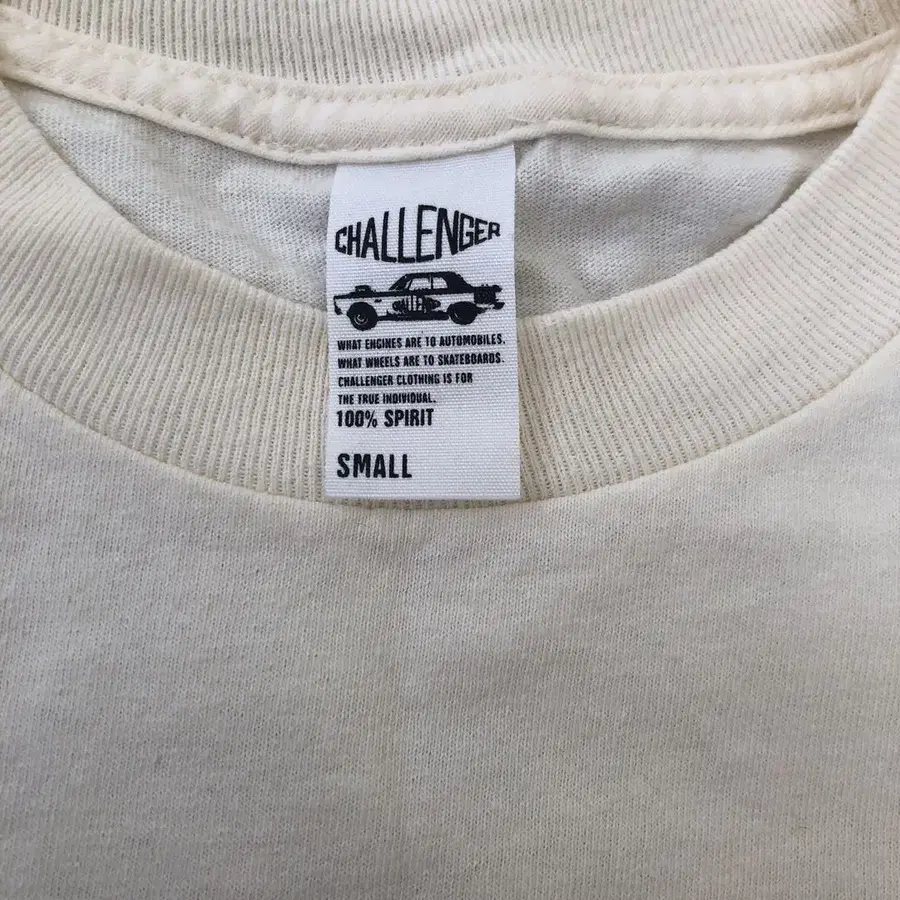 CHALLENGER
WHAT ENGINES ARE TO AUTOMOBILES.
WHAT WHEELS ARE TO SKATEBOARDS.
CHALLENGER CLOTHING IS FOR
THE TRUE INDIVIDUAL.
100% SPIRIT
SMALL